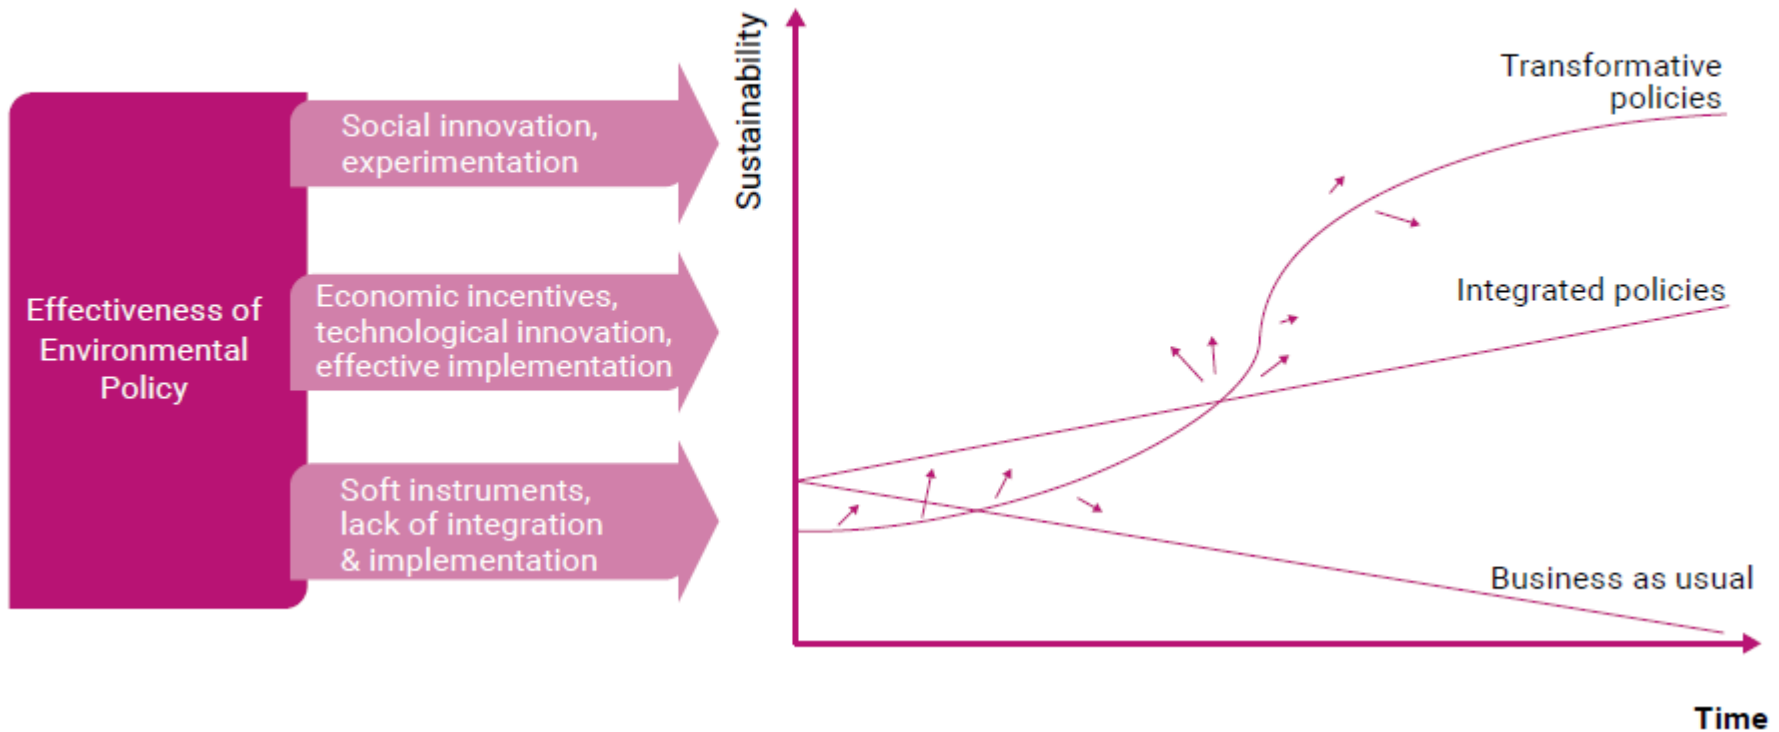 Effectiveness of
Environmental
Policy
Social innovation,
experimentation
Economic incentives,
technological innovation,
effective implementation
Soft instruments,
lack of integration
& implementation
Sustainability
Transformative
policies
Integrated policies
Business as usual
Time